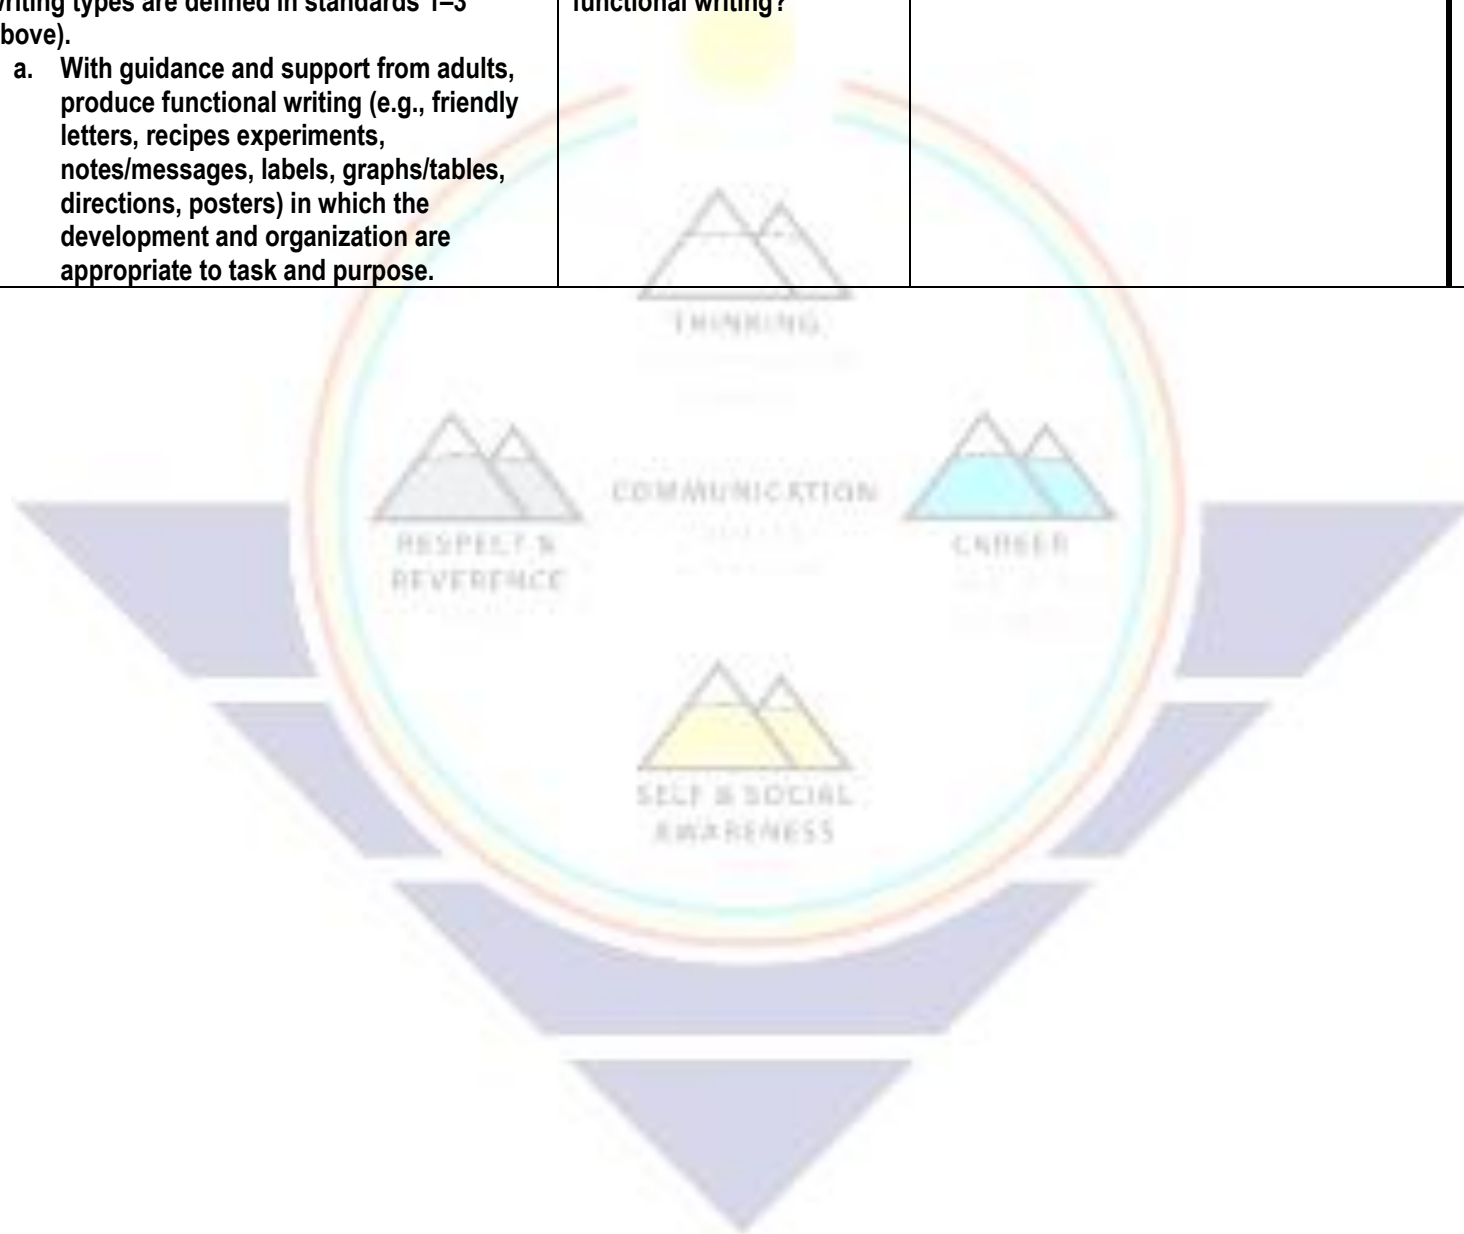 writing types are defined in standards 1–3
above).
a. With guidance and support from adults,
produce functional writing (e.g., friendly
letters, recipes experiments,
notes/messages, labels, graphs/tables,
directions, posters) in which the
development and organization are
appropriate to task and purpose.
functional writing?
THINKING
COMMUNICATION
RESPECT &
REVERENCE
CAREER
SELF & SOCIAL
AWARENESS